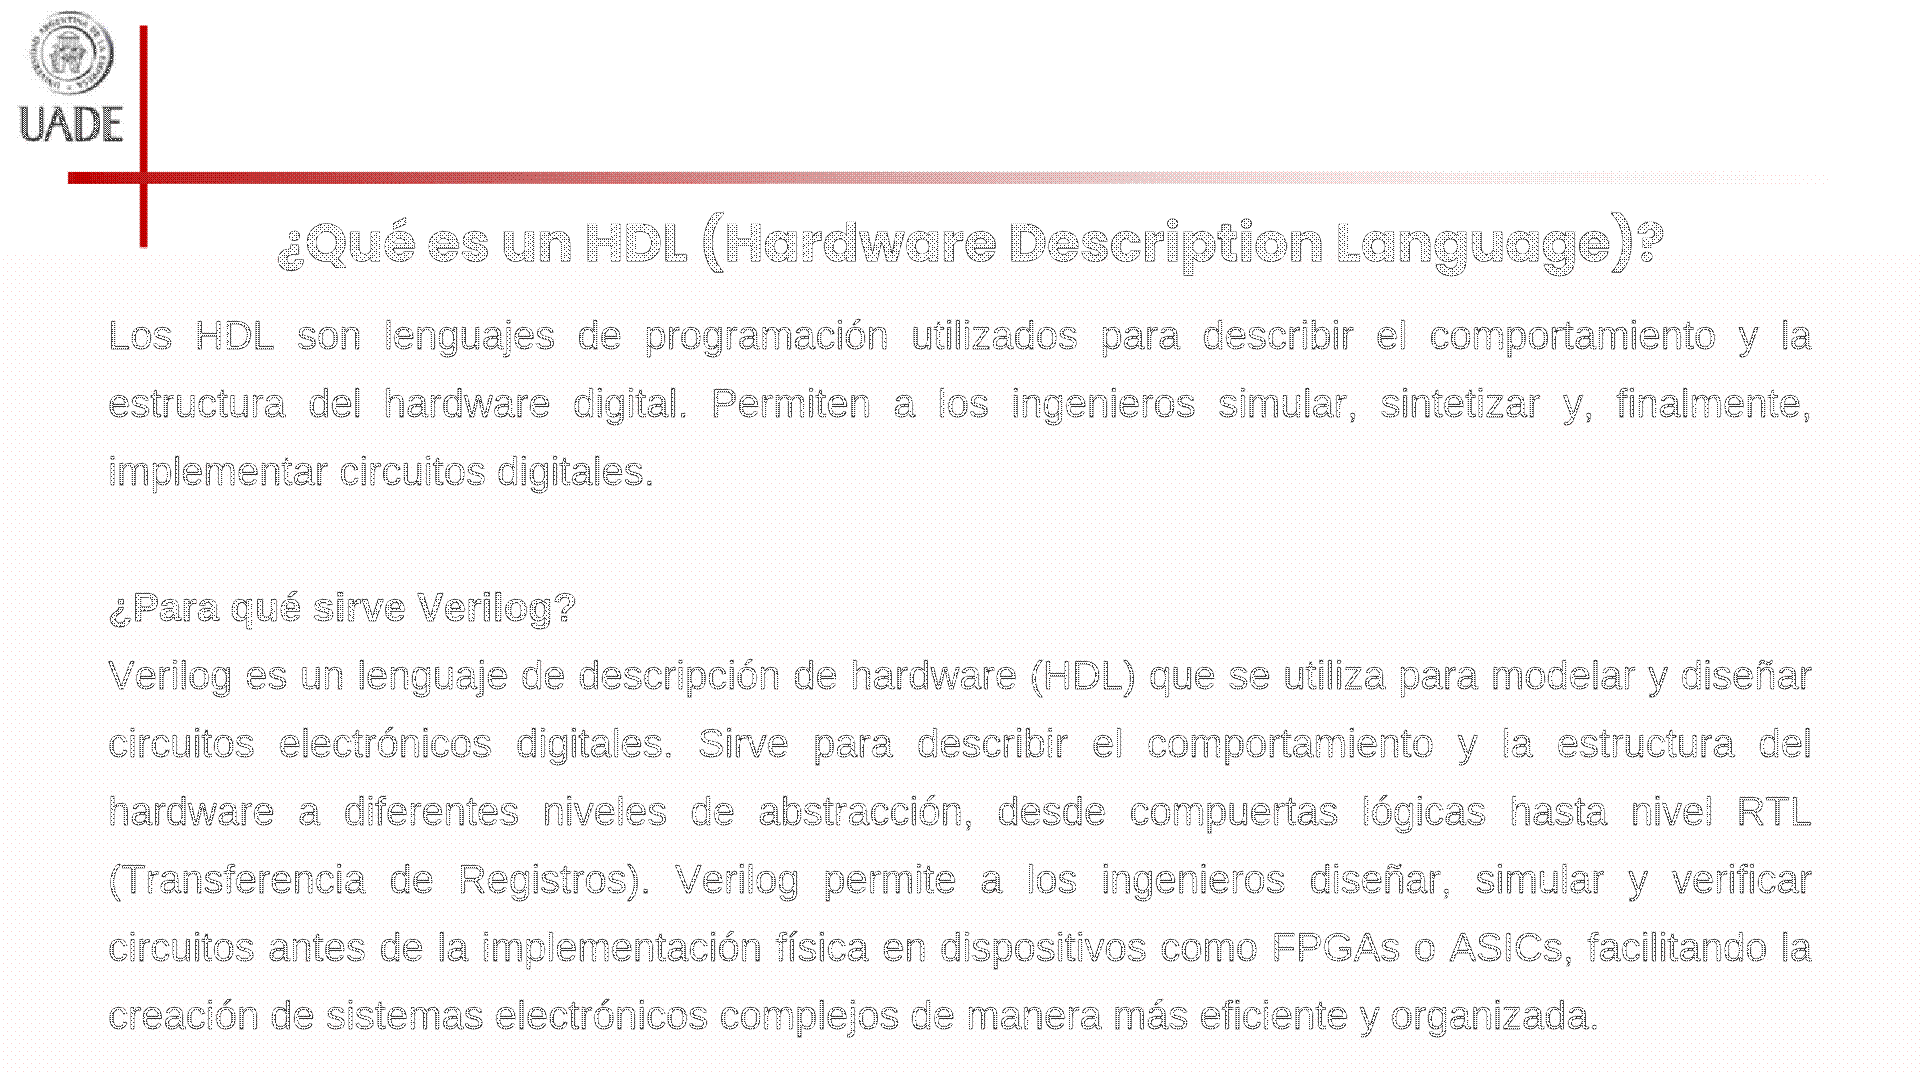 UNIVERSIDAD ARGENTINA DE LA EMPRESA
UADE
¿Qué es un HDL (Hardware Description Language)?
Los HDL son lenguajes de programación utilizados para describir el comportamiento y la
estructura del hardware digital. Permiten a los ingenieros simular, sintetizar y, finalmente,
implementar circuitos digitales.
¿Para qué sirve Verilog?
Verilog es un lenguaje de descripción de hardware (HDL) que se utiliza para modelar y diseñar
circuitos electrónicos digitales. Sirve para describir el comportamiento y la estructura del
hardware a diferentes niveles de abstracción, desde compuertas lógicas hasta nivel RTL
(Transferencia de Registros). Verilog permite a los ingenieros diseñar, simular y verificar
circuitos antes de la implementación física en dispositivos como FPGAs o ASICs, facilitando la
creación de sistemas electrónicos complejos de manera más eficiente y organizada.